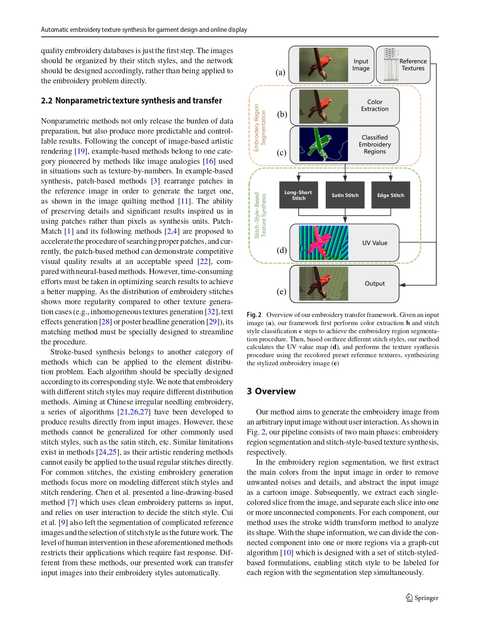 Automatic embroidery texture synthesis for garment design and online display
quality embroidery databases is just the first step. The images
should be organized by their stitch styles, and the network
should be designed accordingly, rather than being applied to
the embroidery problem directly.
2.2 Nonparametric texture synthesis and transfer
Nonparametric methods not only release the burden of data
preparation, but also produce more predictable and control-
lable results. Following the concept of image-based artistic
rendering [19], example-based methods belong to one cate-
gory pioneered by methods like image analogies [16] used
in situations such as texture-by-numbers. In example-based
synthesis, patch-based methods [3] rearrange patches in
the reference image in order to generate the target one,
as shown in the image quilting method [11]. The ability
of preserving details and significant results inspired us in
using patches rather than pixels as synthesis units. Patch-
Match [1] and its following methods [2,4] are proposed to
accelerate the procedure of searching proper patches, and cur-
rently, the patch-based method can demonstrate competitive
visual quality results at an acceptable speed [22], com-
pared with neural-based methods. However, time-consuming
efforts must be taken in optimizing search results to achieve
a better mapping. As the distribution of embroidery stitches
shows more regularity compared to other texture genera-
tion cases (e.g., inhomogeneous textures generation [32], text
effects generation [28] or poster headline generation [29]), its
matching method must be specially designed to streamline
the procedure.
Stroke-based synthesis belongs to another category of
methods which can be applied to the element distribu-
tion problem. Each algorithm should be specially designed
according to its corresponding style. We note that embroidery
with different stitch styles may require different distribution
methods. Aiming at Chinese irregular needling embroidery,
a series of algorithms [21,26,27] have been developed to
produce results directly from input images. However, these
methods cannot be generalized for other commonly used
stitch styles, such as the satin stitch, etc. Similar limitations
exist in methods [24,25], as their artistic rendering methods
cannot easily be applied to the usual regular stitches directly.
For common stitches, the existing embroidery generation
methods focus more on modeling different stitch styles and
stitch rendering. Chen et al. presented a line-drawing-based
method [7] which uses clean embroidery patterns as input,
and relies on user interaction to decide the stitch style. Cui
et al. [9] also left the segmentation of complicated reference
images and the selection of stitch style as the future work. The
level of human intervention in these aforementioned methods
restricts their applications which require fast response. Dif-
ferent from these methods, our presented work can transfer
input images into their embroidery styles automatically.
(a)
Input
Image
Reference
Textures
Embroidery Region
Segmentation
(b)
Color
Extraction
(c)
Classified
Embroidery
Regions
Stitch-Style-Based
Texture Synthesis
Long-Short
Stitch
Satin Stitch
Edge Stitch
(d)
UV Value
(e)
Output
Fig. 2 Overview of our embroidery transfer framework. Given an input
image (a), our framework first performs color extraction b and stitch
style classification c steps to achieve the embroidery region segmenta-
tion procedure. Then, based on three different stitch styles, our method
calculates the UV value map (d), and performs the texture synthesis
procedure using the recolored preset reference textures, synthesizing
the stylized embroidery image (e)
3 Overview
Our method aims to generate the embroidery image from
an arbitrary input image without user interaction. As shown in
Fig. 2, our pipeline consists of two main phases: embroidery
region segmentation and stitch-style-based texture synthesis,
respectively.
In the embroidery region segmentation, we first extract
the main colors from the input image in order to remove
unwanted noises and details, and abstract the input image
as a cartoon image. Subsequently, we extract each single-
colored slice from the image, and separate each slice into one
or more unconnected components. For each component, our
method uses the stroke width transform method to analyze
its shape. With the shape information, we can divide the con-
nected component into one or more regions via a graph-cut
algorithm [10] which is designed with a set of stitch-styled-
based formulations, enabling stitch style to be labeled for
each region with the segmentation step simultaneously.
Springer